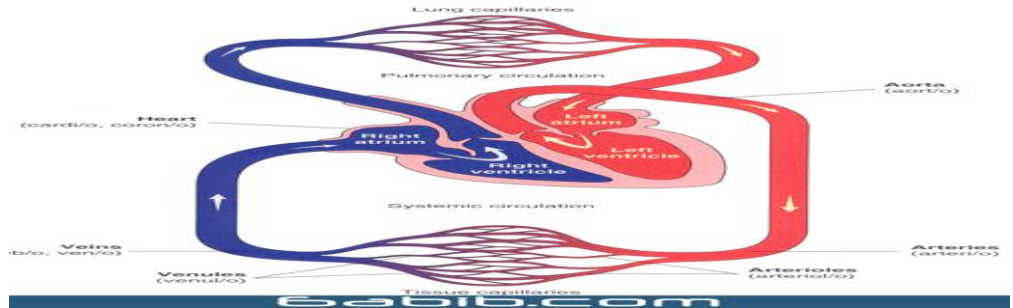 Lung capillaries
Pulmonary circulation
Aorta
(aort/o)
Heart
(cardi/o, coron/o)
Left
atrium
Right
atrium
Left
ventricle
Right
ventricle
Systemic circulation
Veins
b/o, ven/o)
Arteries
(arteri/o)
Venules
(venul/o)
Arterioles
(arteriol/o)
Tissue capillaries
6abib.com